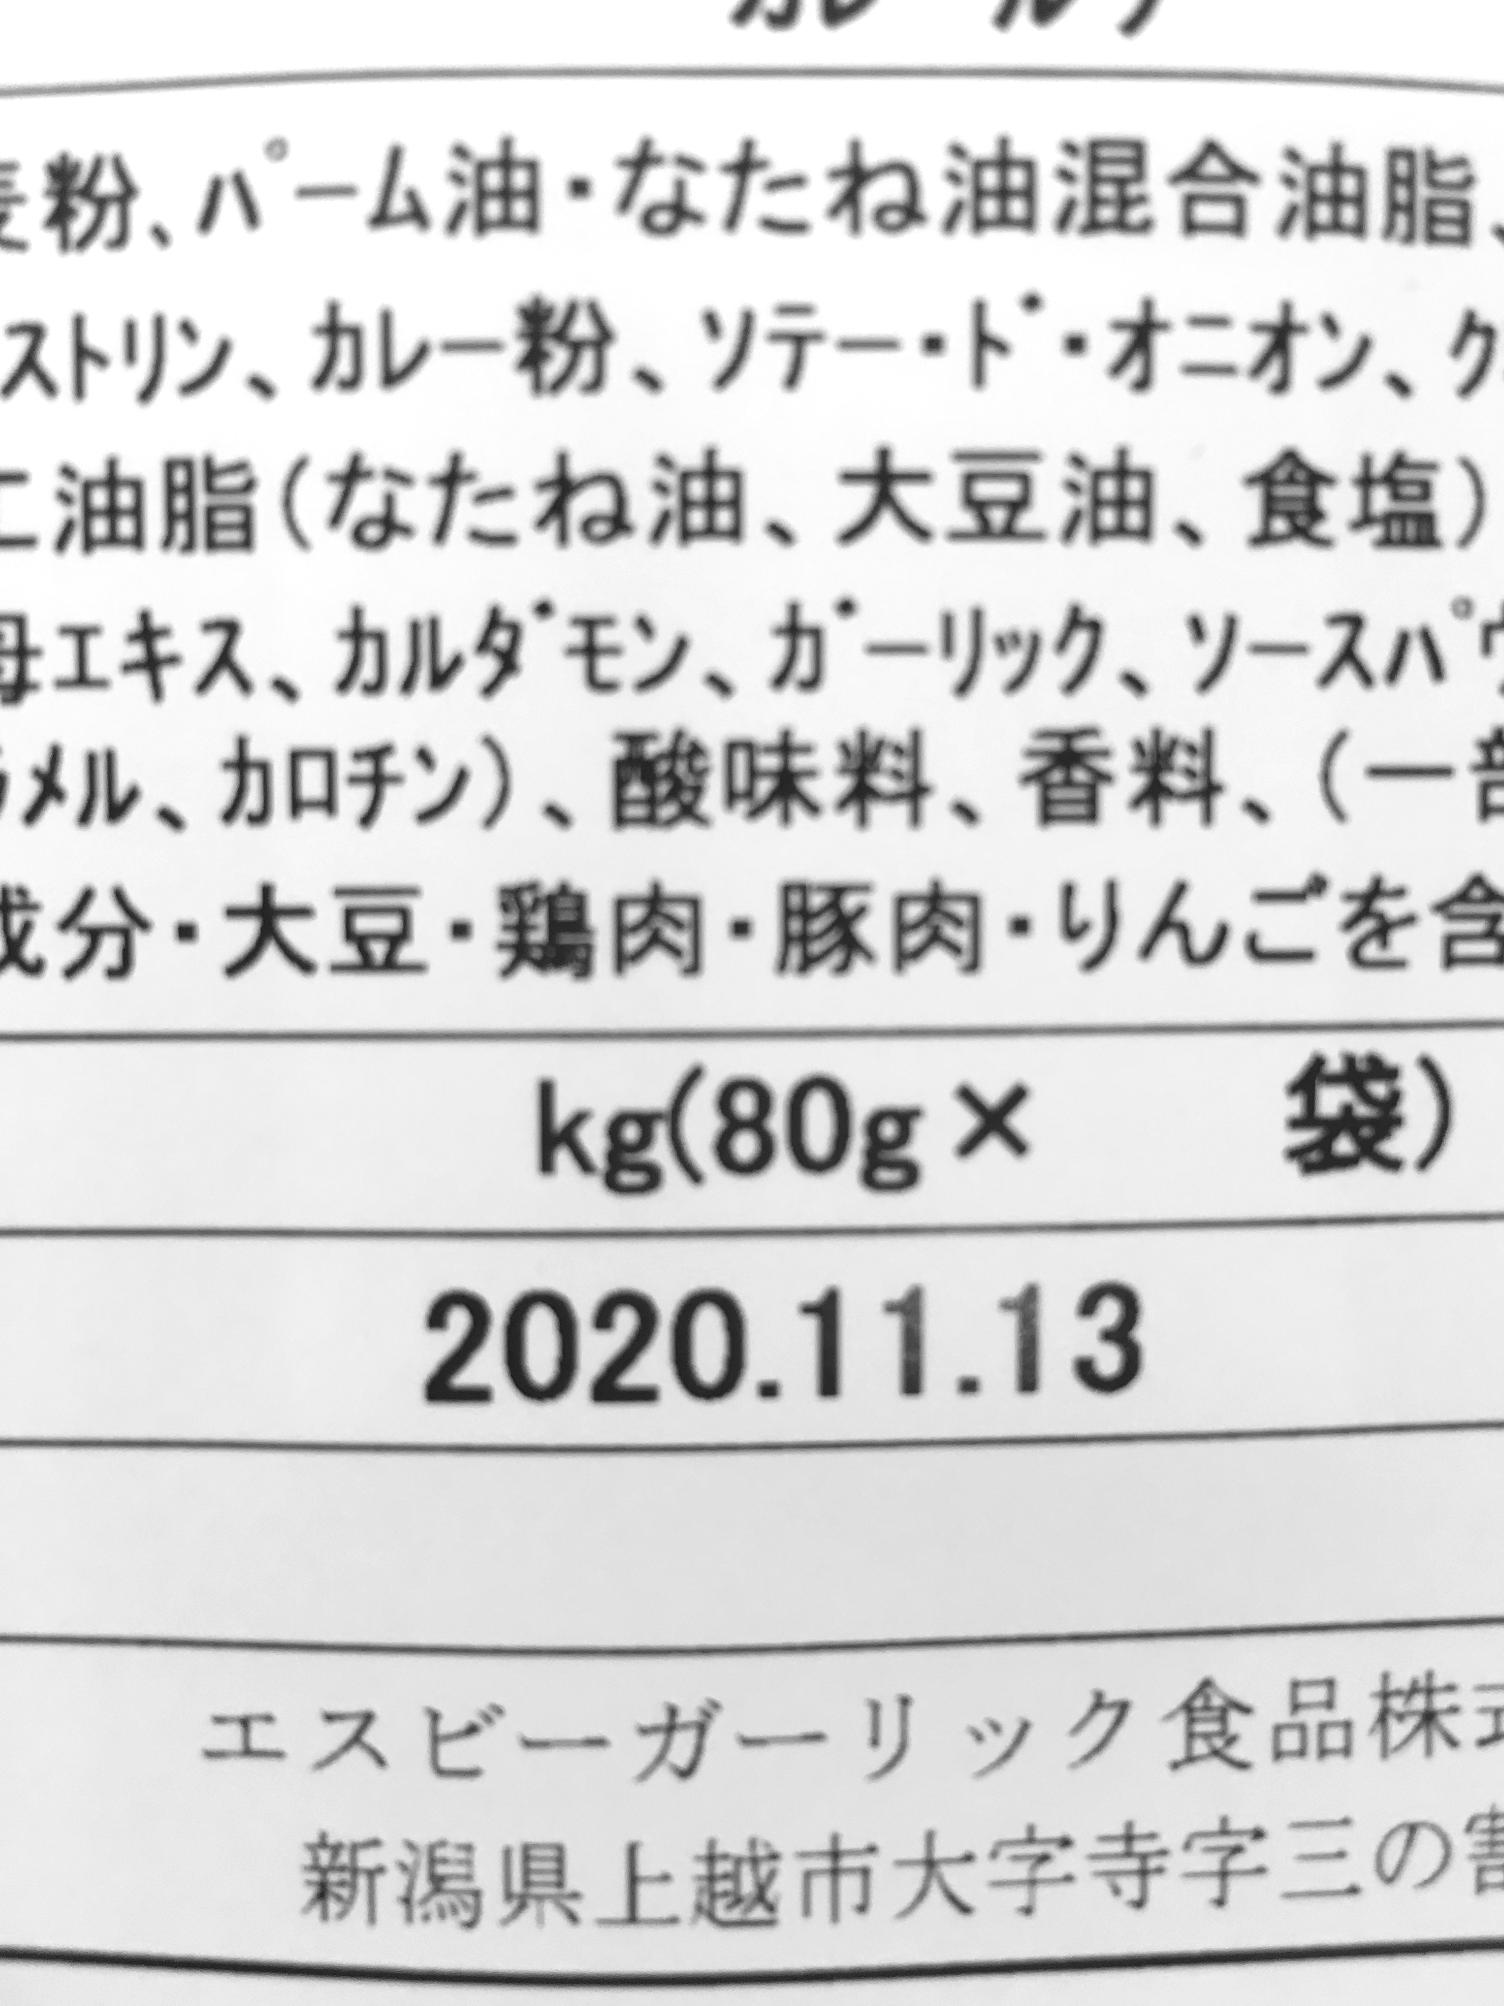 カレールウ
麦粉、パーム油・なたね油混合油脂、
ストリン、カレー粉、ソテー・ド・オニオン、ク
工油脂(なたね油、大豆油、食塩)
母エキス、カルダモン、ガーリック、ソースパウ
ラメル、カロチン)、酸味料、香料、(一部
成分・大豆・鶏肉・豚肉・りんごを含
kg(80g× 袋)
2020.11.13
エスビーガーリック食品株式
新潟県上越市大字寺字三の割